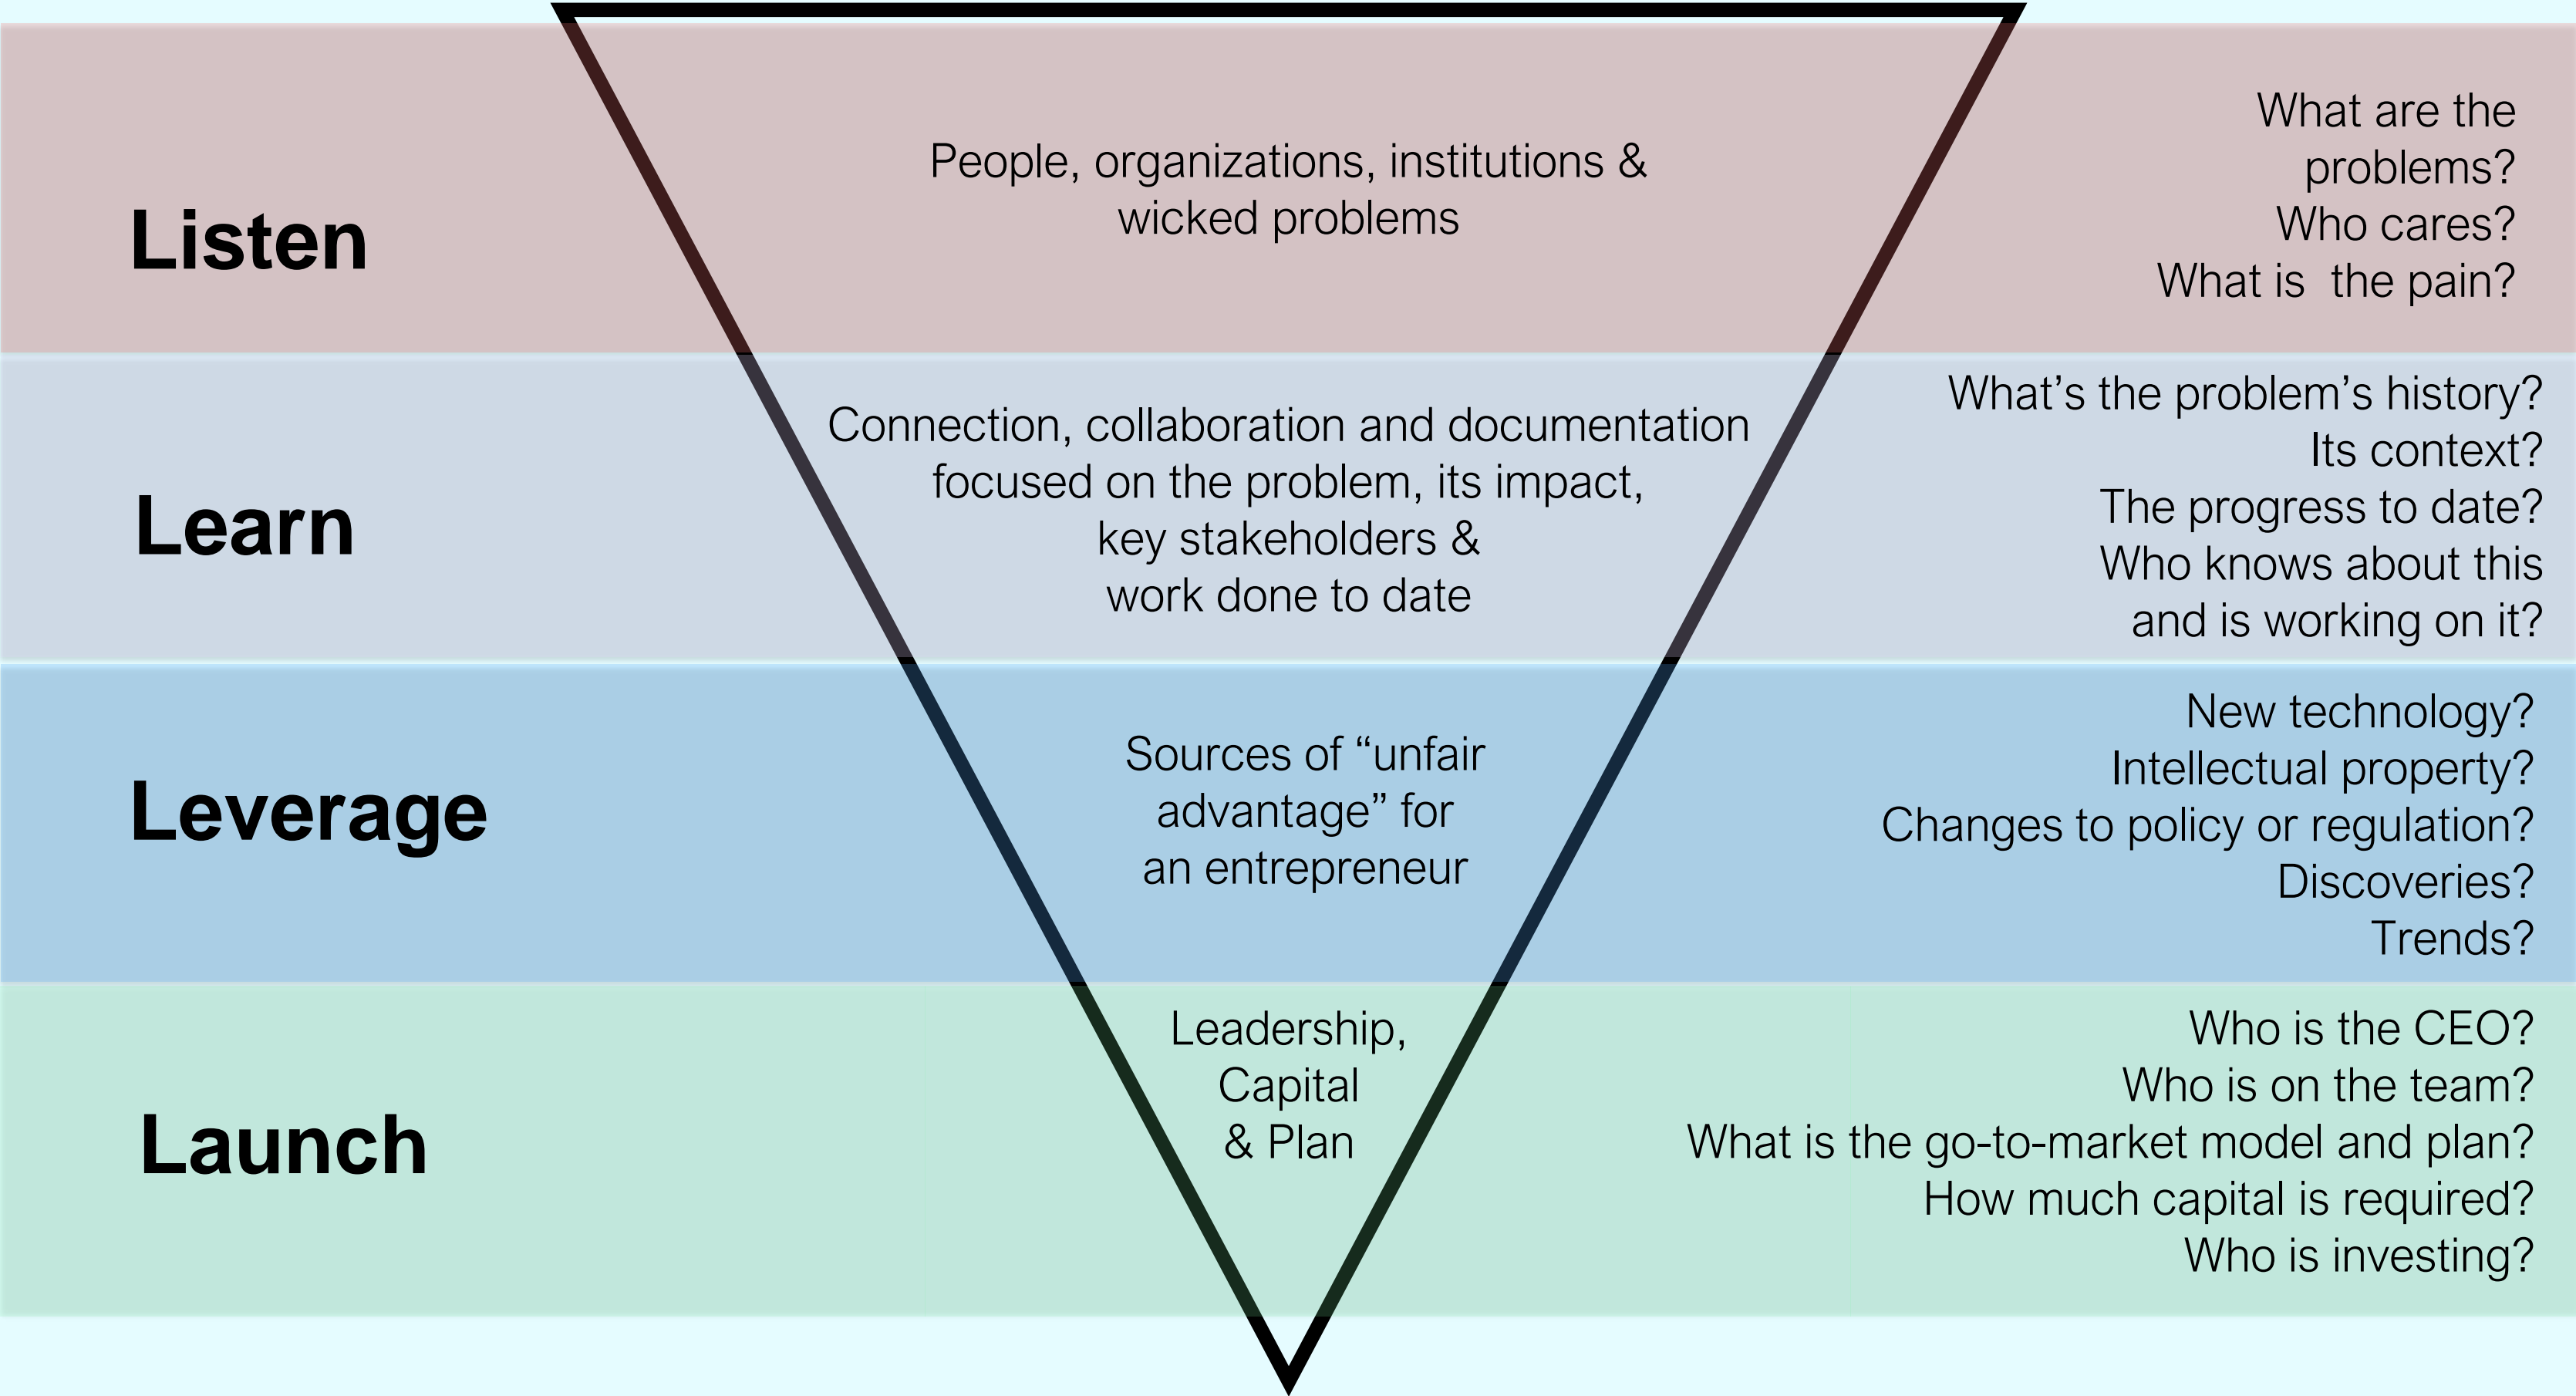 Listen
People, organizations, institutions &
wicked problems
What are the
problems?
Who cares?
What is  the pain?
Learn
Connection, collaboration and documentation
focused on the problem, its impact,
key stakeholders &
work done to date
What’s the problem’s history?
Its context?
The progress to date?
Who knows about this
and is working on it?
Leverage
Sources of “unfair
advantage” for
an entrepreneur
New technology?
Intellectual property?
Changes to policy or regulation?
Discoveries?
Trends?
Launch
Leadership,
Capital
& Plan
Who is the CEO?
Who is on the team?
What is the go-to-market model and plan?
How much capital is required?
Who is investing?